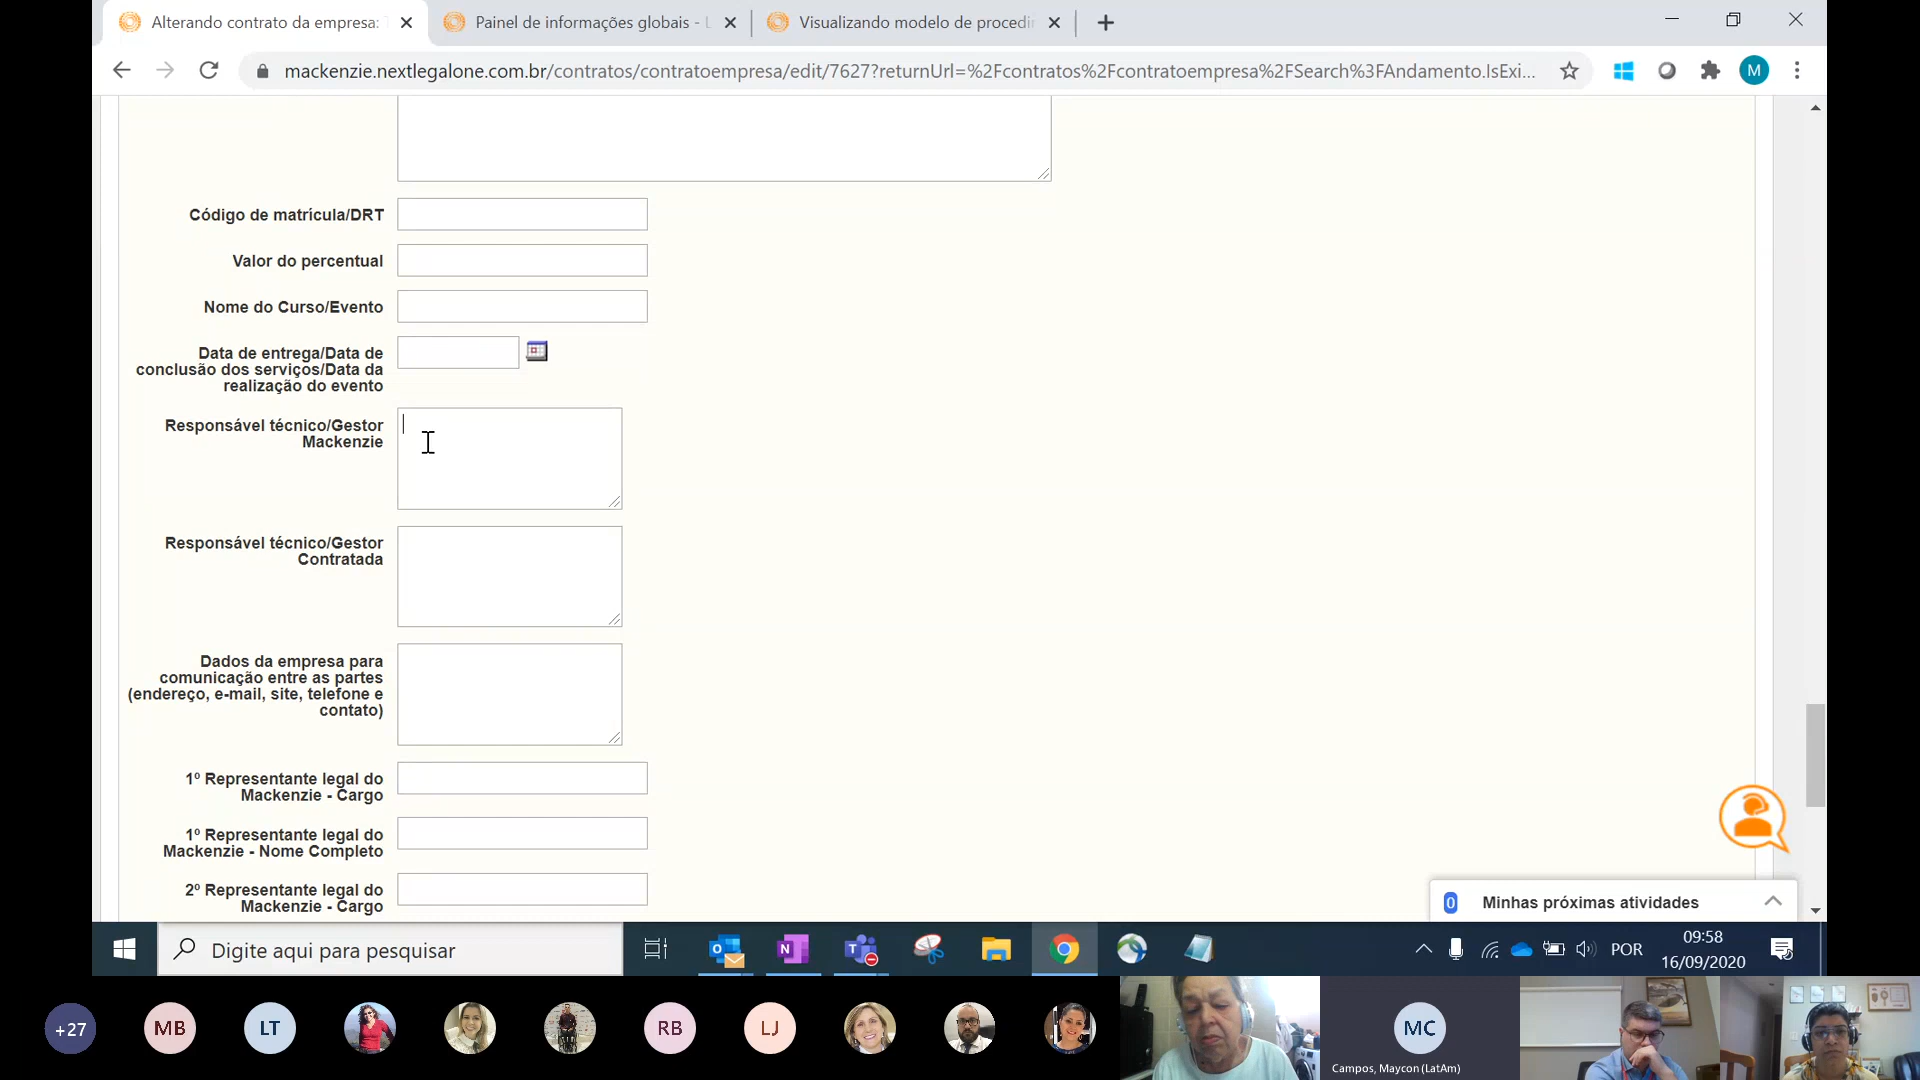 Alterando contrato da empresa:
Painel de informações globais -
Visualizando modelo de procedi
mackenzie.nextlegalone.com.br/contratos/contratoempresa/edit/7627?returnUrl=%2Fcontratos%2Fcontratoempresa%2FSearch%3FAndamento.IsExi...
M
Código de matrícula/DRT
Valor do percentual
Nome do Curso/Evento
Data de entrega/Data de
conclusão dos serviços/Data da
realização do evento
Responsável técnico/Gestor
Mackenzie
Responsável técnico/Gestor
Contratada
Dados da empresa para
comunicação entre as partes
(endereço, e-mail, site, telefone e
contato)
1º Representante legal do
Mackenzie - Cargo
1º Representante legal do
Mackenzie - Nome Completo
2º Representante legal do
Mackenzie - Cargo
0 Minhas próximas atividades
Digite aqui para pesquisar
POR
09:58
16/09/2020
+27
MB
LT
RB
LJ
MC
Campos, Maycon (LatAm)